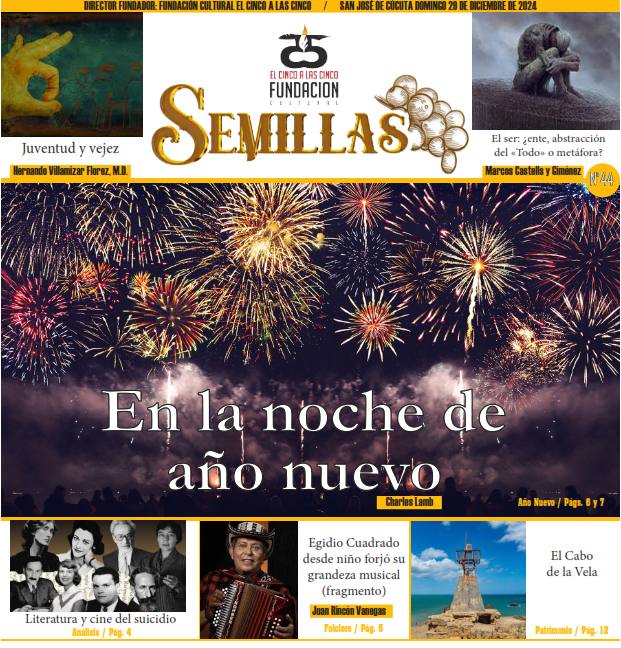 DIRECTOR FUNDADOR: FUNDACIÓN CULTURAL EL CINCO A LAS CINCO / SAN JOSÉ DE CÚCUTA DOMINGO 29 DE DICIEMBRE DE 2024
EL CINCO A LAS CINCO
FUNDACION
CULTURAL
SEMILLAS
Juventud y vejez
Hernando Villamizar Florez, M.D.
El ser: ¿ente, abstracción
del «Todo» o metáfora?
Marcos Castells y Giménez
Nº 44
En la noche de
año nuevo
Charles Lamb
Año Nuevo / Págs. 6 y 7
Literatura y cine del suicidio
Análisis / Pág. 4
Egidio Cuadrado
desde niño forjó su
grandeza musical
(fragmento)
Juan Rincón Vanegas
Folclore / Pág. 5
El Cabo
de la Vela
Patrimonio / Pág. 12